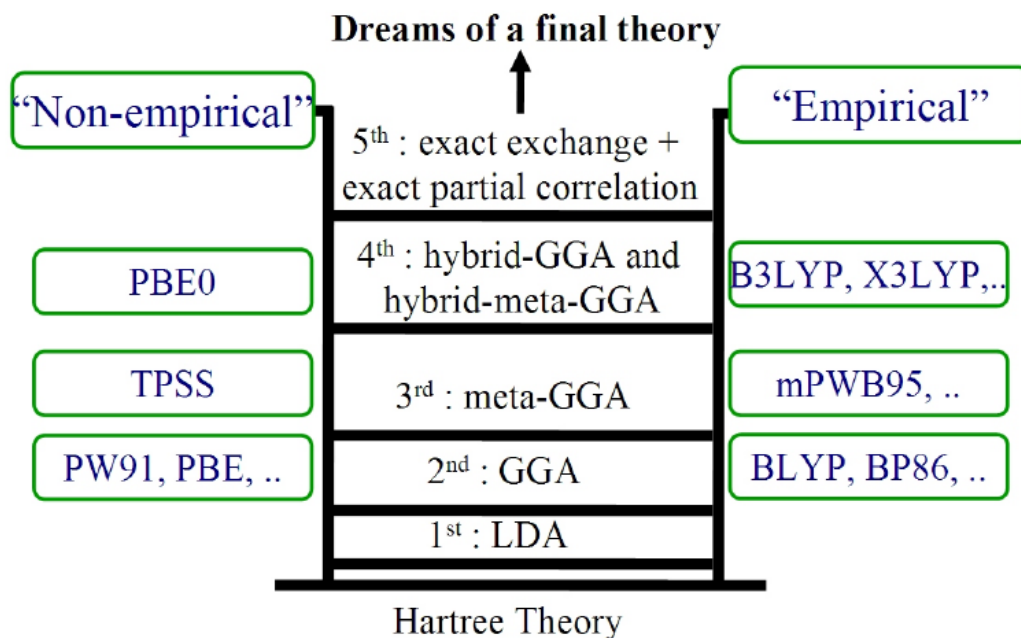 Dreams of a final theory
“Non-empirical”
“Empirical”
5th : exact exchange +
exact partial correlation
PBE0
4th : hybrid-GGA and
hybrid-meta-GGA
B3LYP, X3LYP,..
TPSS
3rd : meta-GGA
mPWB95, ..
PW91, PBE, ..
2nd : GGA
BLYP, BP86, ..
1st : LDA
Hartree Theory